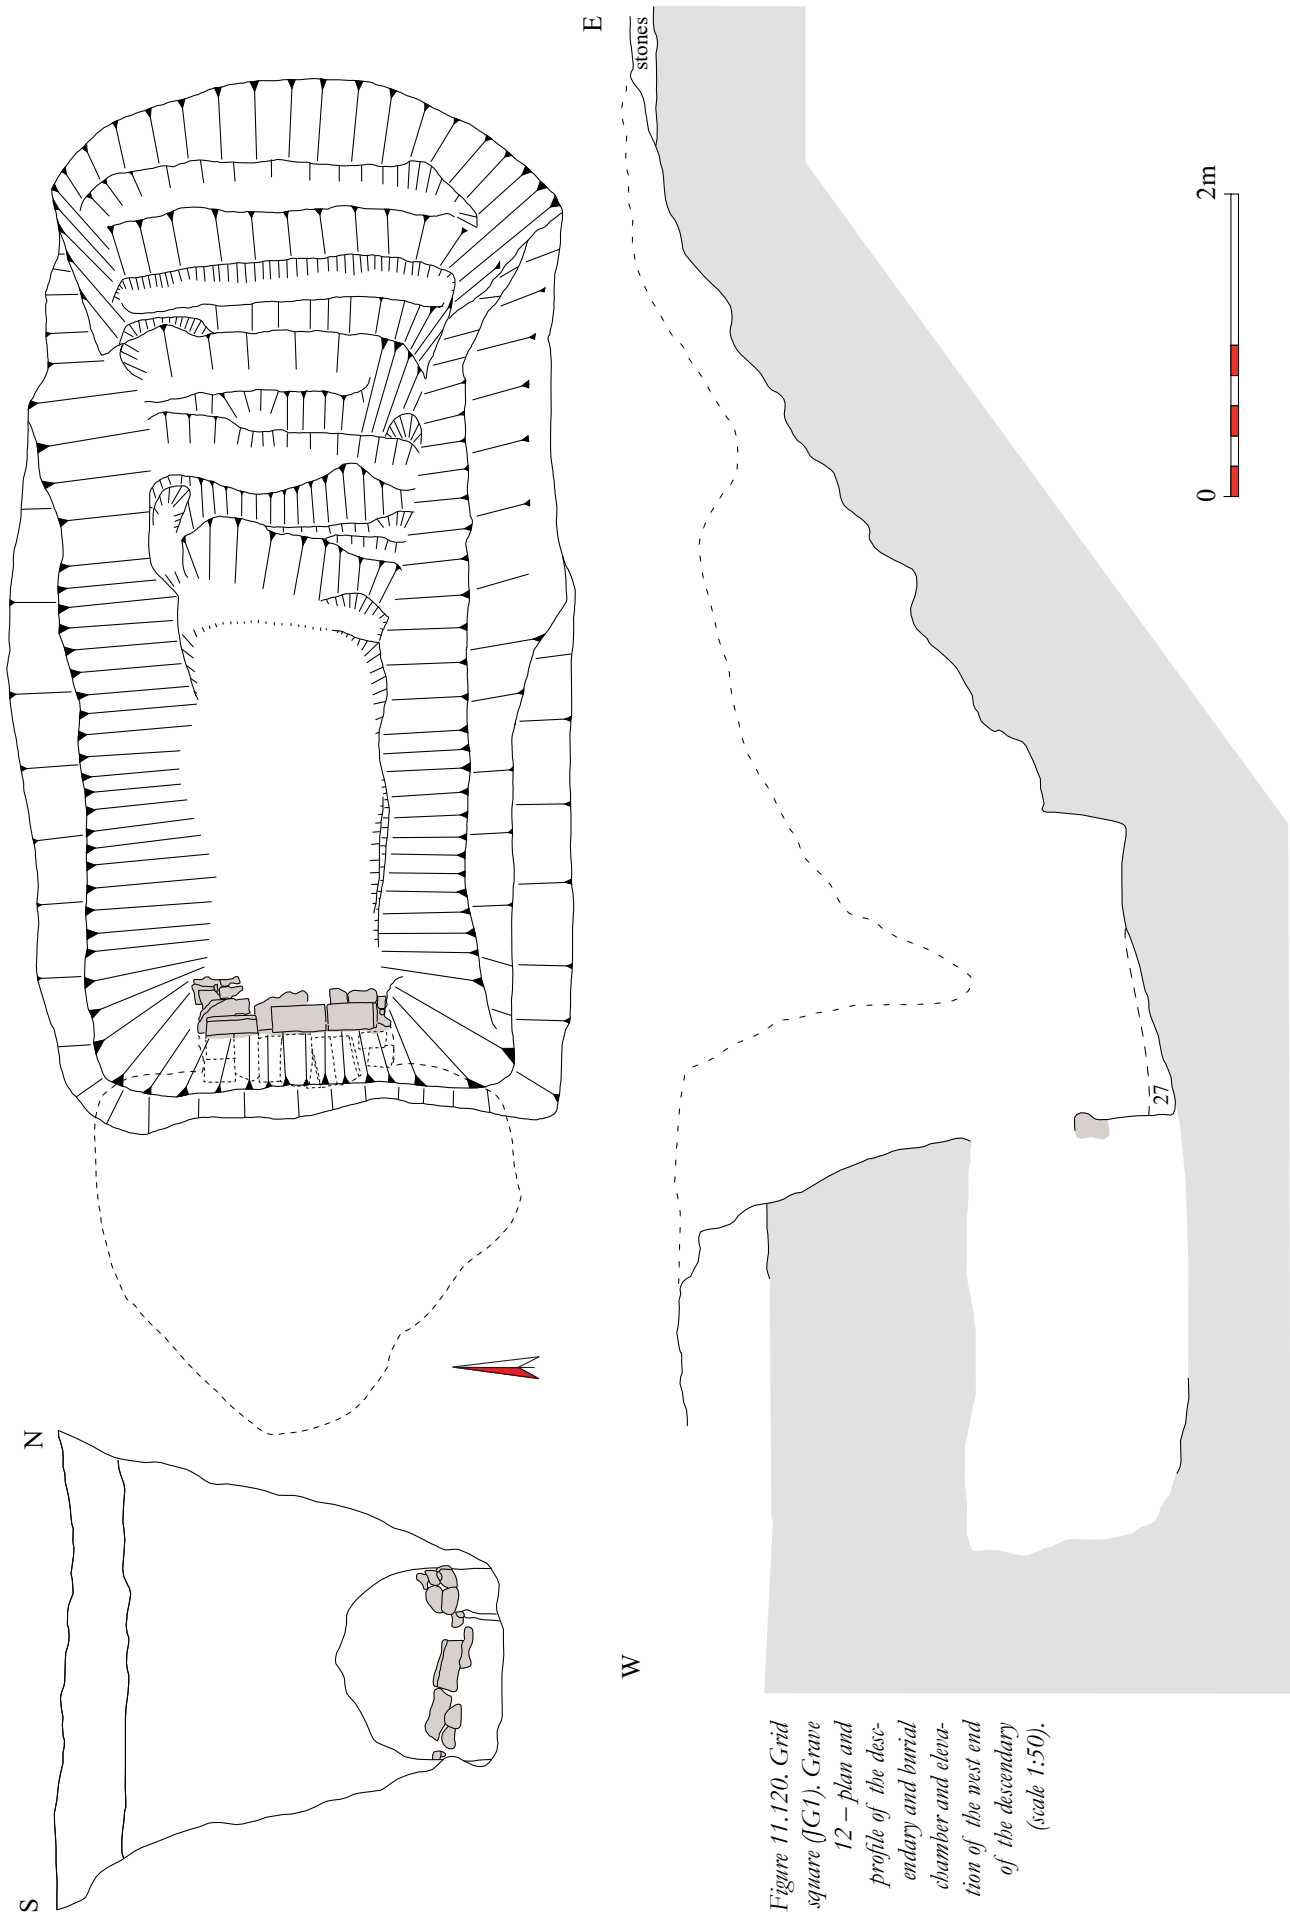 S
N
W
E
stones
27
0
2m
Figure 11.120. Grid
square (JG1). Grave
12 – plan and
profile of the desc-
endary and burial
chamber and eleva-
tion of the west end
of the descendary
(scale 1:50).